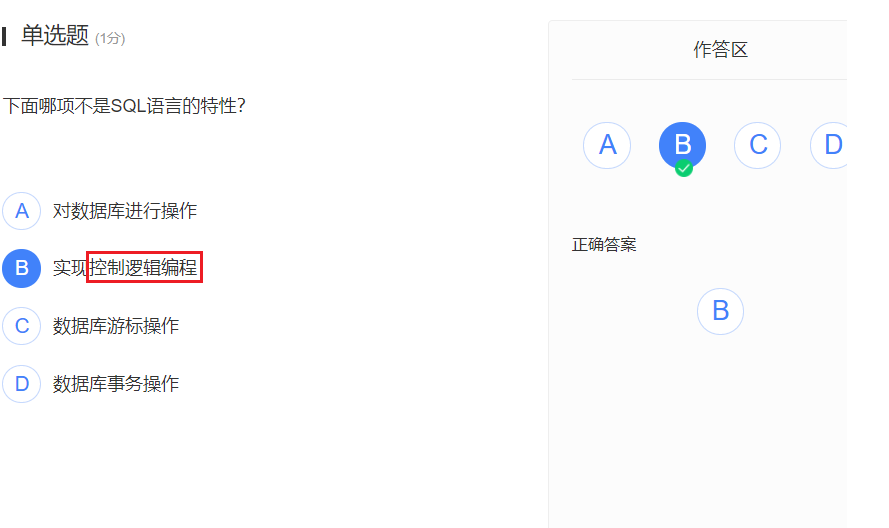 单选题 (1分)
下面哪项不是SQL语言的特性?
A 对数据库进行操作
B 实现控制逻辑编程
C 数据库游标操作
D 数据库事务操作
作答区
A B C D
正确答案
B